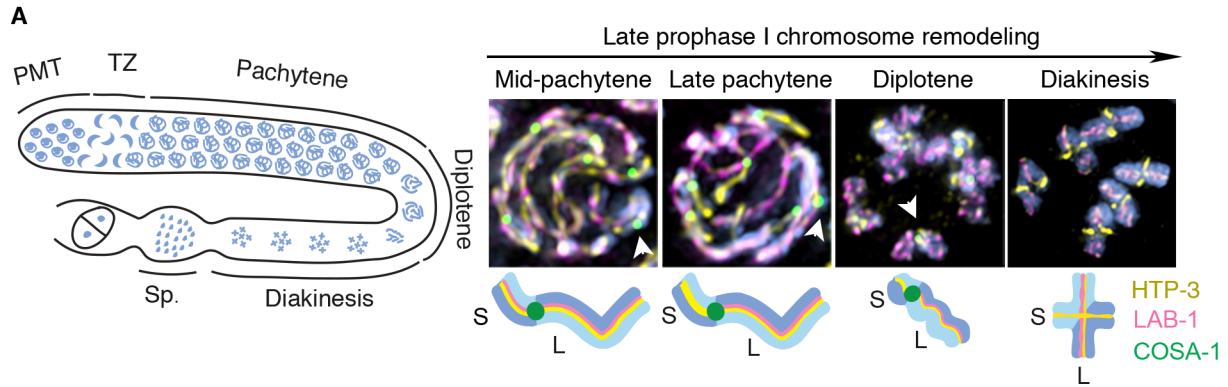 A
PMT
TZ
Pachytene
Diplotene
Sp.
Diakinesis
Late prophase I chromosome remodeling
Mid-pachytene
Late pachytene
Diplotene
Diakinesis
S
L
S
L
S
L
S
L
HTP-3
LAB-1
COSA-1